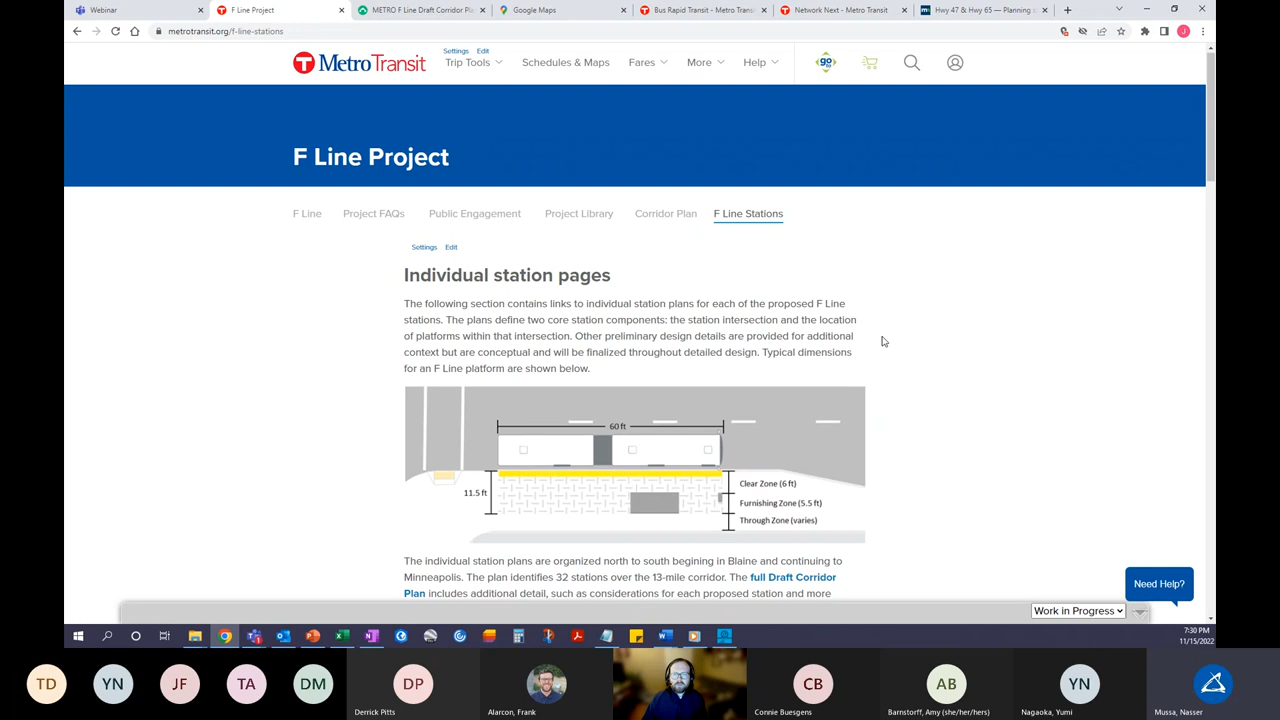 Webinar
F Line Project
METRO F Line Draft Corridor Pla
Google Maps
Bus Rapid Transit - Metro Transit
Network Next - Metro Transit
Hwy 47 & Hwy 65 — Planning s
metrotransit.org/f-line-stations
J
MetroTransit
Settings Edit
Trip Tools
Schedules & Maps
Fares
More
Help
go
F Line Project
F Line
Project FAQs
Public Engagement
Project Library
Corridor Plan
F Line Stations
Settings Edit
Individual station pages
The following section contains links to individual station plans for each of the proposed F Line
stations. The plans define two core station components: the station intersection and the location
of platforms within that intersection. Other preliminary design details are provided for additional
context but are conceptual and will be finalized throughout detailed design. Typical dimensions
for an F Line platform are shown below.
60 ft
11.5 ft
Clear Zone (6 ft)
Furnishing Zone (5.5 ft)
Through Zone (varies)
The individual station plans are organized north to south begining in Blaine and continuing to
Minneapolis. The plan identifies 32 stations over the 13-mile corridor. The full Draft Corridor
Plan includes additional detail, such as considerations for each proposed station and more
Need Help?
Work in Progress
7:30 PM
11/15/2022
TD
YN
JF
TA
DM
DP
Derrick Pitts
Alarcon, Frank
CB
Connie Buesgens
AB
Barnstorff, Amy (she/her/hers)
YN
Nagaoka, Yumi
Mussa, Nasser